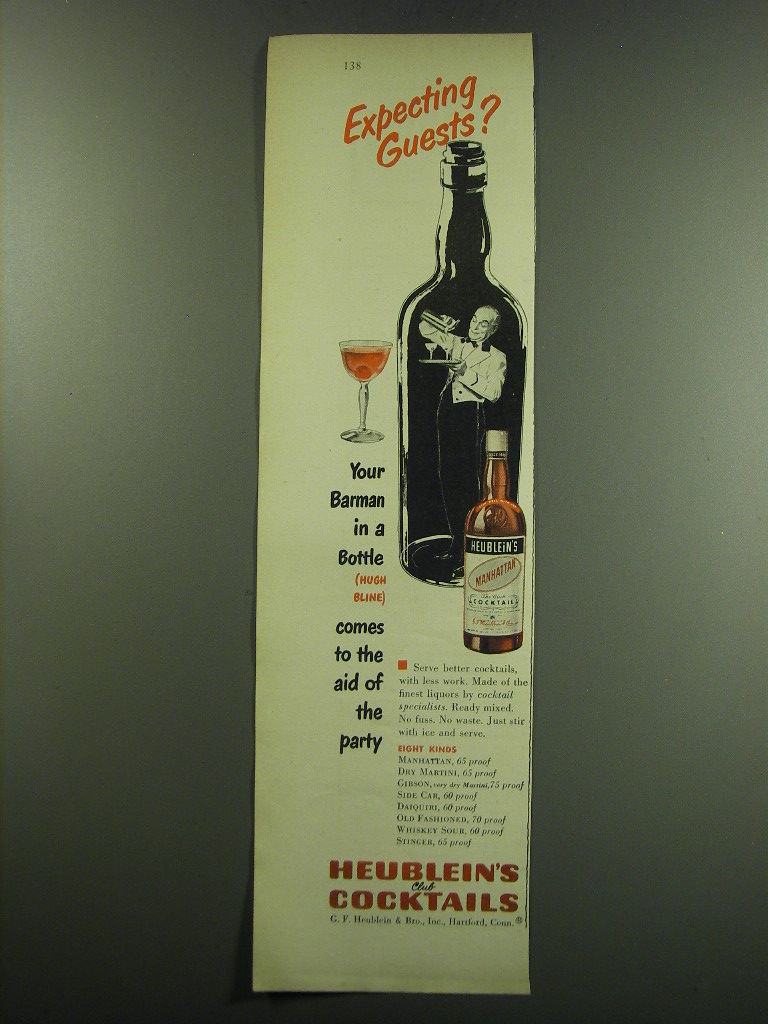 138
Expecting
Guests?
Your
Barman
in a
Bottle
(HUGH
BLINE)
comes
to the
aid of
the
party
HEUBLEIN'S
MANHATTAN
The Club
COCKTAIL
Serve better cocktails,
with less work. Made of the
finest liquors by cocktail
specialists. Ready mixed.
No fuss. No waste. Just stir
with ice and serve.
EIGHT KINDS
MANHATTAN, 65 proof
DRY MARTINI, 65 proof
GIBSON, very dry Martini, 75 proof
SIDE CAR, 60 proof
DAIQUIRI, 60 proof
OLD FASHIONED, 70 proof
WHISKEY SOUR, 60 proof
STINGER, 65 proof
HEUBLEIN'S
Club
COCKTAILS
G. F. Heublein & Bro., Inc., Hartford, Conn.®